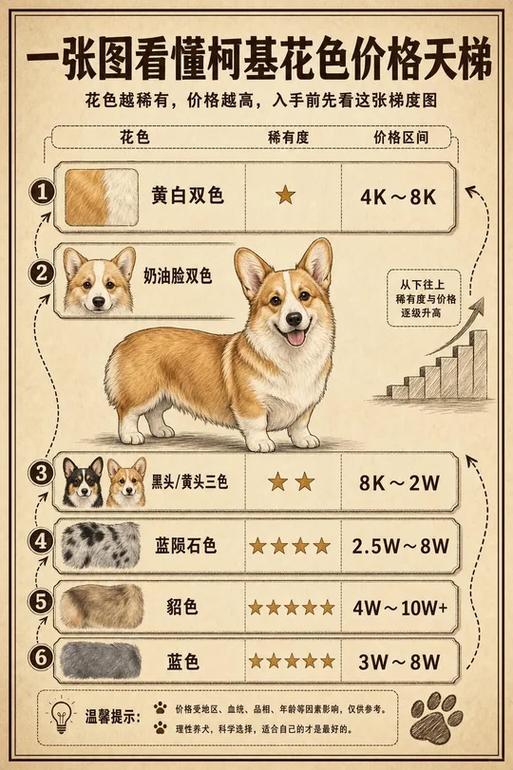 一张图看懂柯基花色价格天梯
花色越稀有，价格越高，入手前先看这张梯度图
花色 稀有度 价格区间
1 黄白双色 ★ 4K～8K
2 奶油脸双色
从下往上
稀有度与价格
逐级升高
3 黑头/黄头三色 ★★ 8K～2W
4 蓝陨石色 ★★★★ 2.5W～8W
5 貂色 ★★★★★ 4W～10W+
6 蓝色 ★★★★★ 3W～8W
温馨提示：
价格受地区、血统、品相、年龄等因素影响，仅供参考。
理性养犬，科学选择，适合自己的才是最好的。